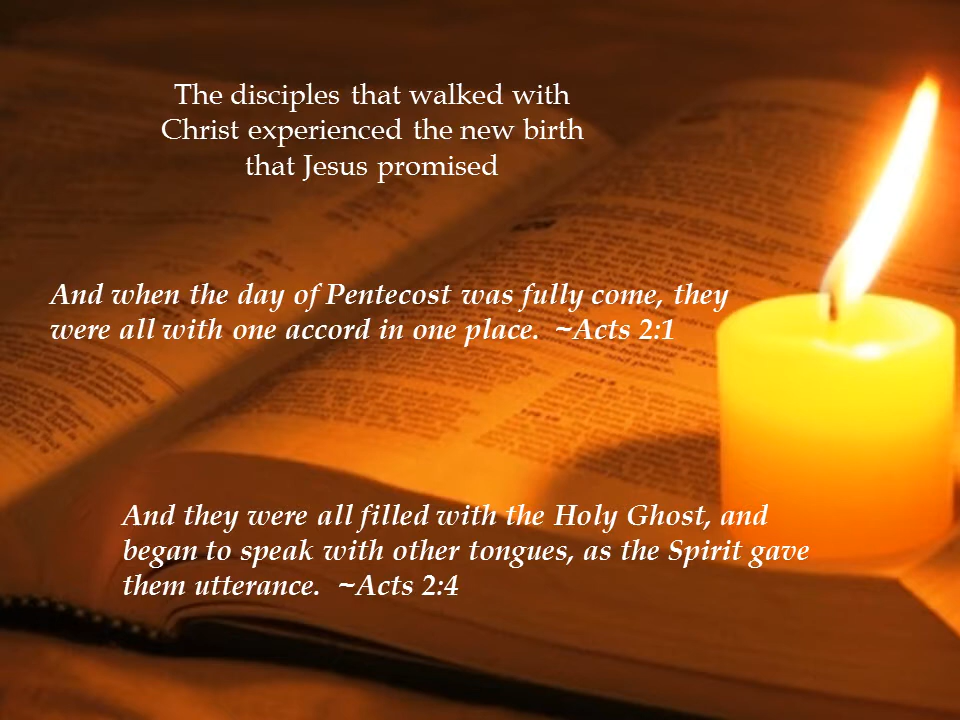 The disciples that walked with
Christ experienced the new birth
that Jesus promised
And when the day of Pentecost was fully come, they
were all with one accord in one place.  ~Acts 2:1
And they were all filled with the Holy Ghost, and
began to speak with other tongues, as the Spirit gave
them utterance.  ~Acts 2:4